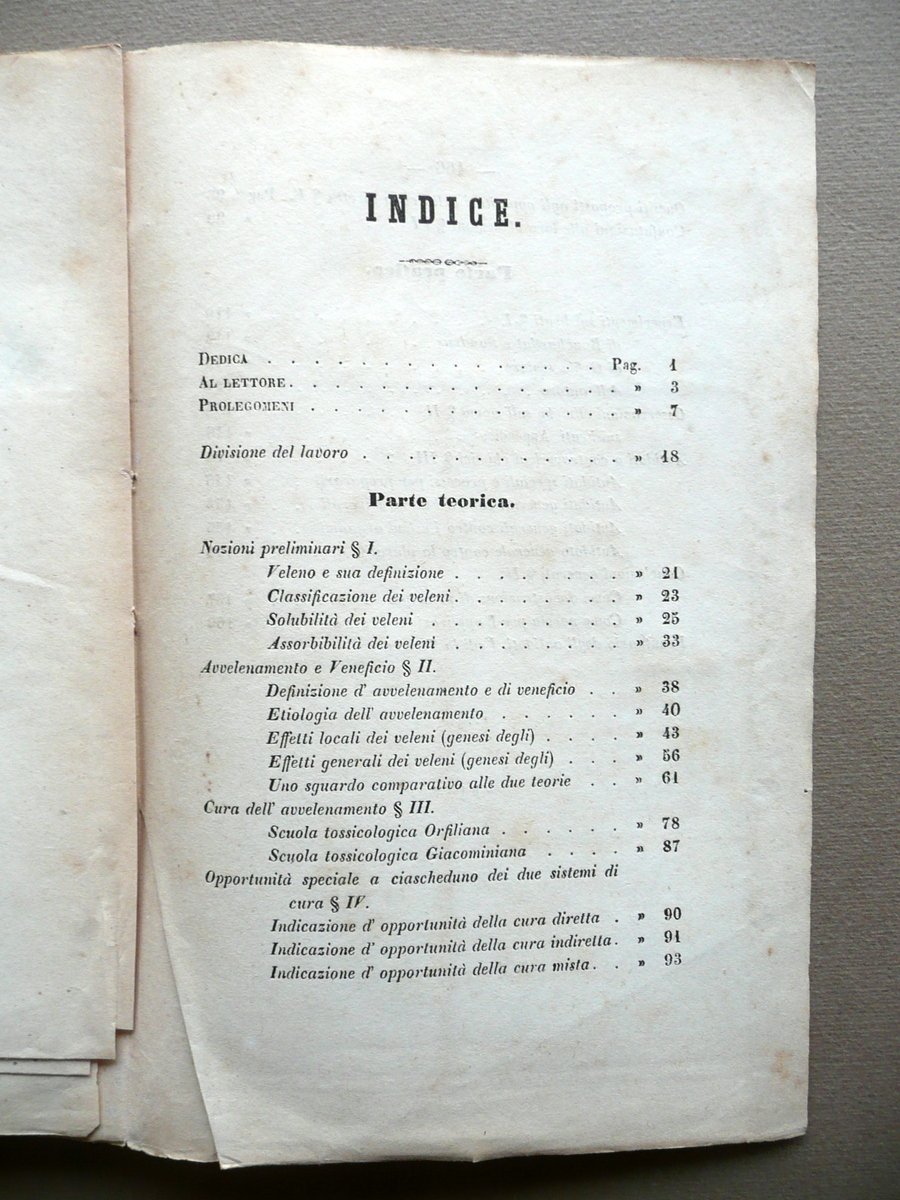 INDICE.
DEDICA . . . . . . . . . . . . . . . . Pag. 1
AL LETTORE . . . . . . . . . . . . . . . » 3
PROLEGOMENI . . . . . . . . . . . . . . » 7
Divisione del lavoro . . . . . . . . . . . . » 18
Parte teorica.
Nozioni preliminari § I.
Veleno e sua definizione . . . . . . . » 21
Classificazione dei veleni . . . . . . . » 23
Solubilità dei veleni . . . . . . . . » 25
Assorbibilità dei veleni . . . . . . . » 33
Avvelenamento e Veneficio § II.
Definizione d' avvelenamento e di veneficio . . » 38
Etiologia dell' avvelenamento . . . . . . » 40
Effetti locali dei veleni (genesi degli) . . . . » 43
Effetti generali dei veleni (genesi degli) . . . » 56
Uno sguardo comparativo alle due teorie . . » 61
Cura dell' avvelenamento § III.
Scuola tossicologica Orfiliana . . . . . . » 78
Scuola tossicologica Giacominiana . . . . » 87
Opportunità speciale a ciascheduno dei due sistemi di
cura § IV.
Indicazione d' opportunità della cura diretta . » 90
Indicazione d' opportunità della cura indiretta . » 91
Indicazione d' opportunità della cura mista . . » 93